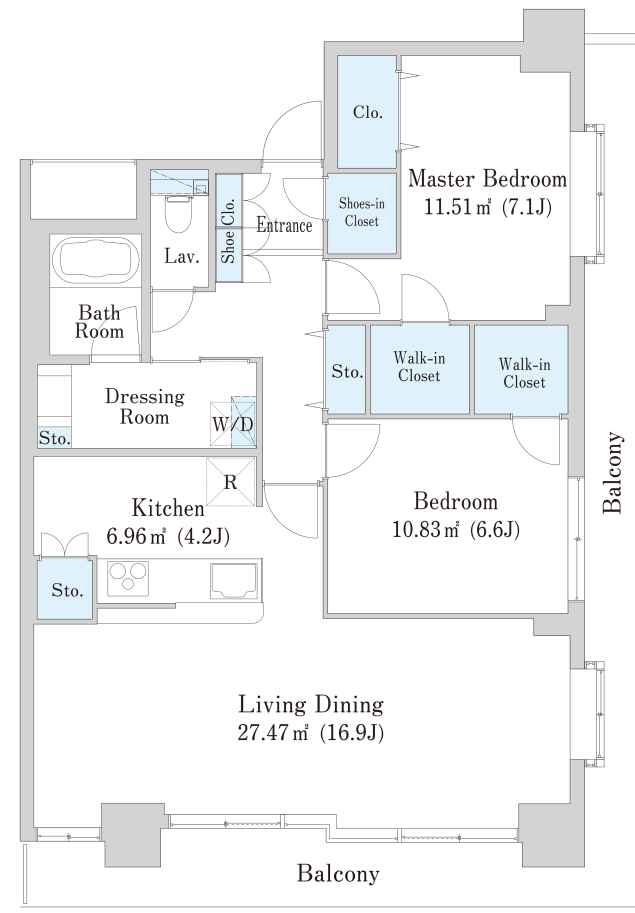 Clo.
Master Bedroom
11.51㎡ (7.1J)
Shoes-in
Closet
Shoe Clo.
Entrance
Lav.
Bath
Room
Walk-in
Closet
Walk-in
Closet
Sto.
Dressing
Room
W/D
Sto.
R
Kitchen
6.96㎡ (4.2J)
Bedroom
10.83㎡ (6.6J)
Balcony
Sto.
Living Dining
27.47㎡ (16.9J)
Balcony